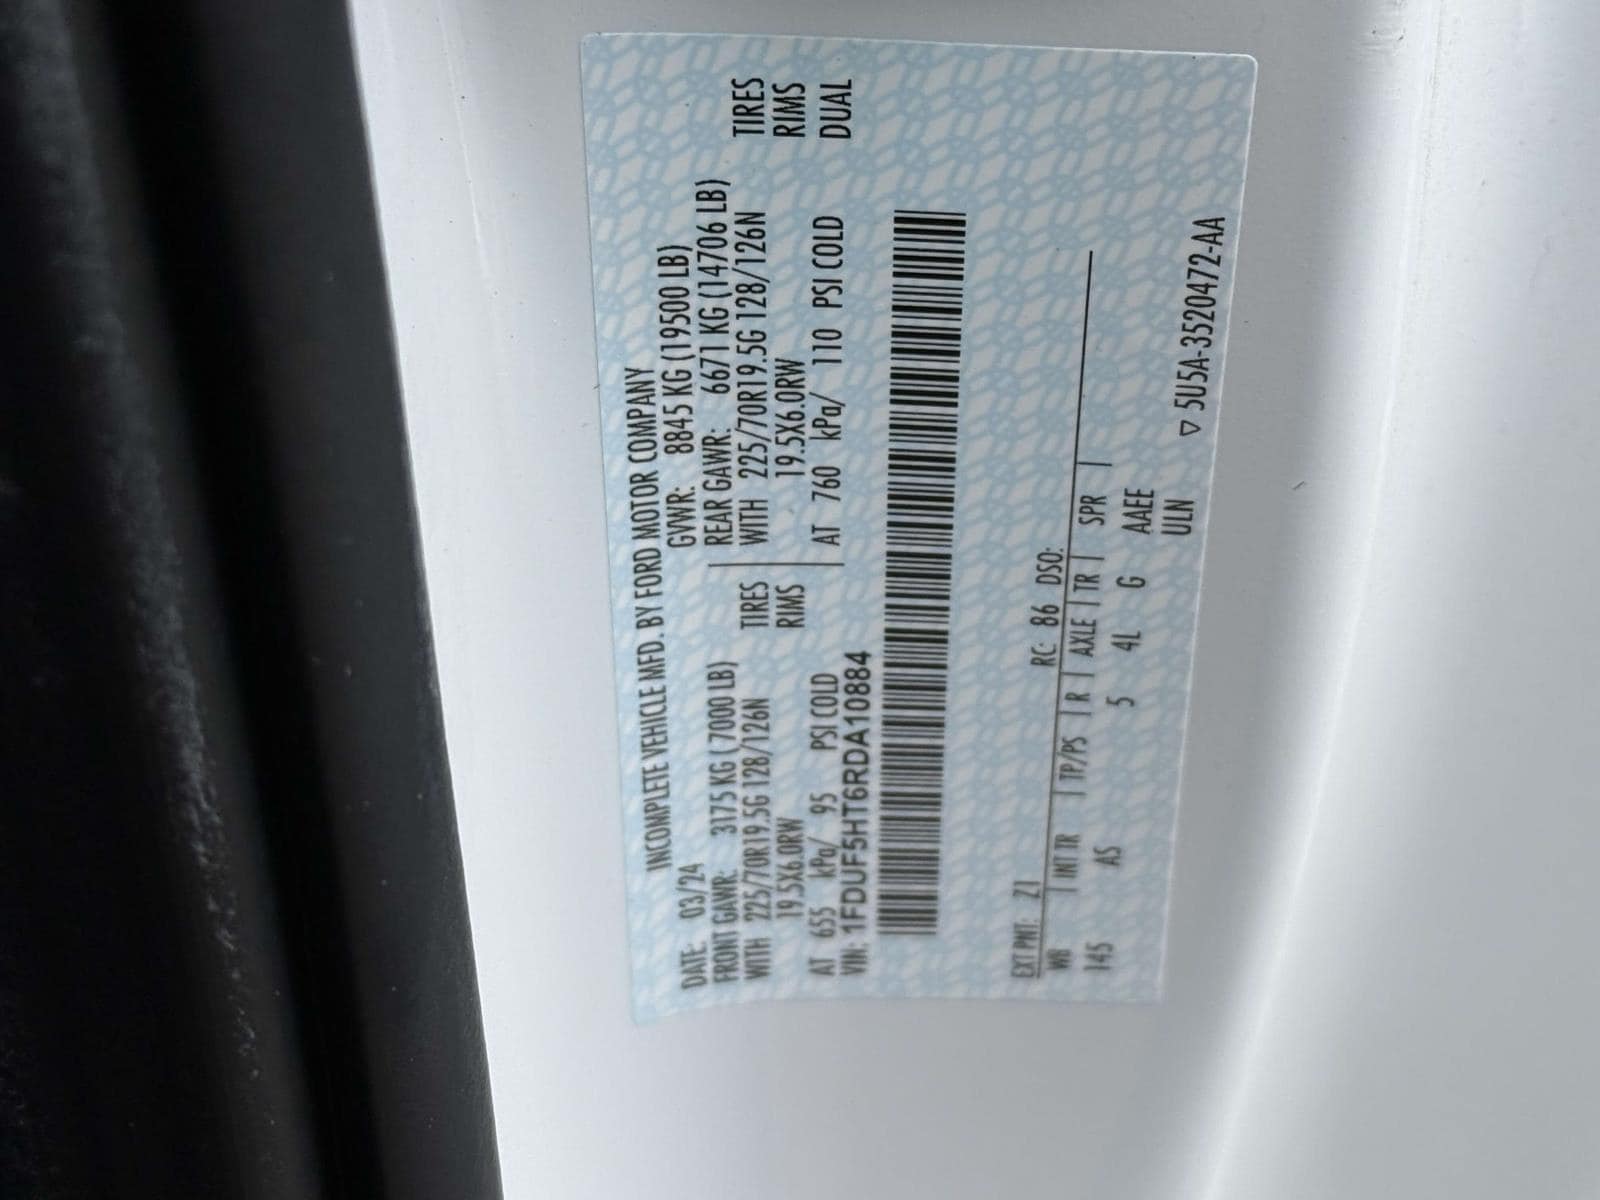 INCOMPLETE VEHICLE MFD. BY FORD MOTOR COMPANY
DATE: 03/24 GVWR: 8845 KG (19500 LB)
FRONT GAWR: 3175 KG (7000 LB) REAR GAWR: 6671 KG (14706 LB)
WITH 225/70R19.5G 128/126N TIRES WITH 225/70R19.5G 128/126N TIRES
19.5X6.0RW RIMS 19.5X6.0RW RIMS
AT 655 kPa/ 95 PSI COLD AT 760 kPa/ 110 PSI COLD DUAL
VIN: 1FDUF5HT6RDA10884
EXT PNT: Z1 RC: 86 DSO:
WB INT TR TP/PS R AXLE TR SPR
145 AS 5 4L G AAEE
ULN ▽ 5U5A-3520472-AA